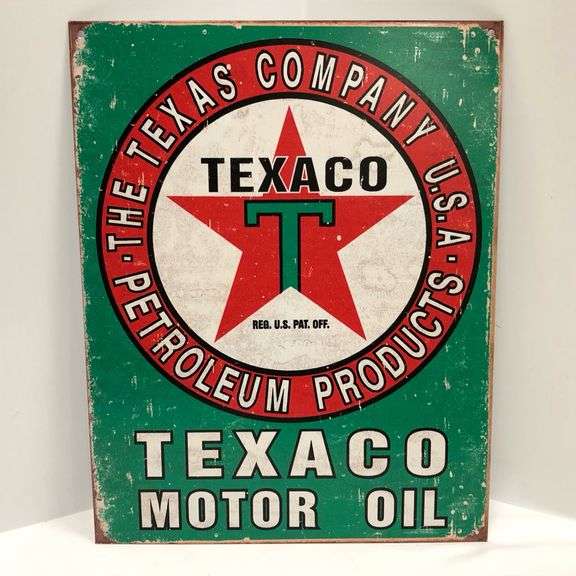 ·THE TEXAS COMPANY U.S.A·
PETROLEUM PRODUCTS
TEXACO
T
REG. U.S. PAT. OFF.
TEXACO
MOTOR OIL